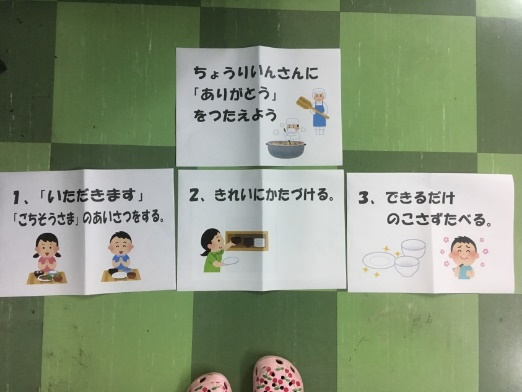 ちょうりいんさんに
「ありがとう」
をつたえよう
1、「いただきます」
「ごちそうさま」のあいさつをする。
2、きれいにかたづける。
3、できるだけ
のこさずたべる。